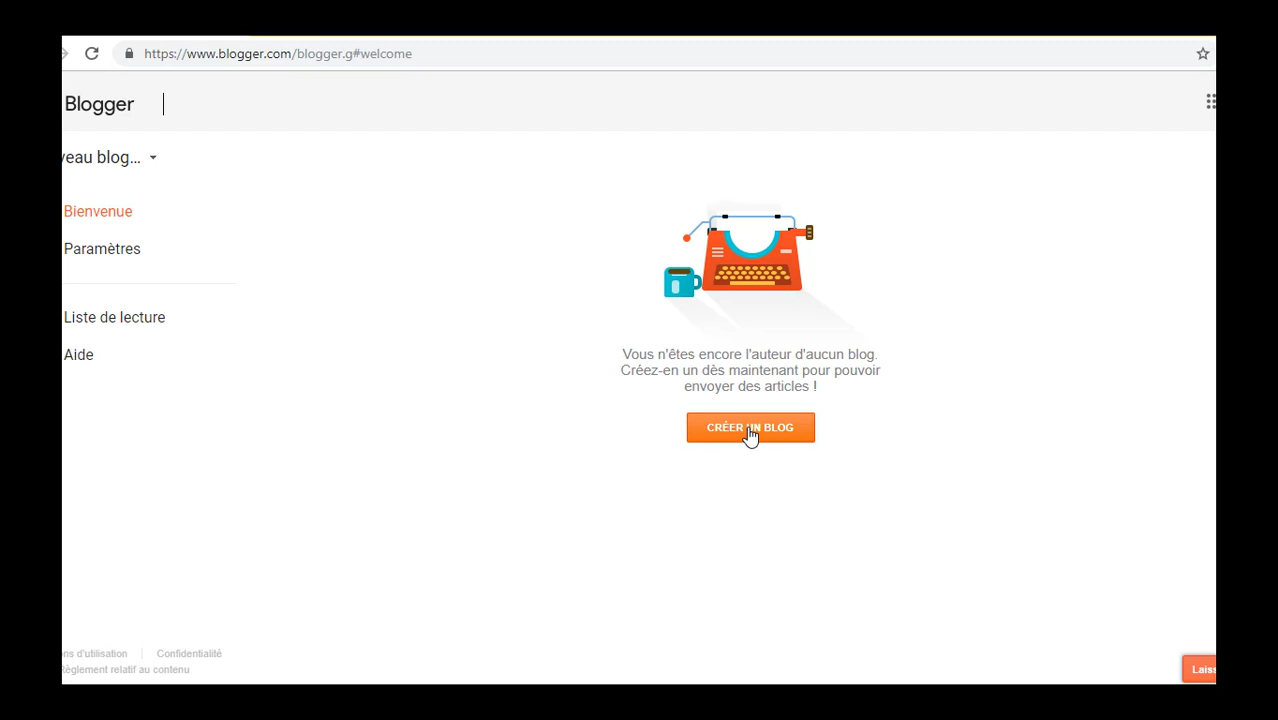 https://www.blogger.com/blogger.g#welcome
Blogger
veau blog...
Bienvenue
Paramètres
Liste de lecture
Aide
Vous n'êtes encore l'auteur d'aucun blog.
Créez-en un dès maintenant pour pouvoir
envoyer des articles !
CRÉER UN BLOG
ns d'utilisation
Confidentialité
Règlement relatif au contenu
Laiss